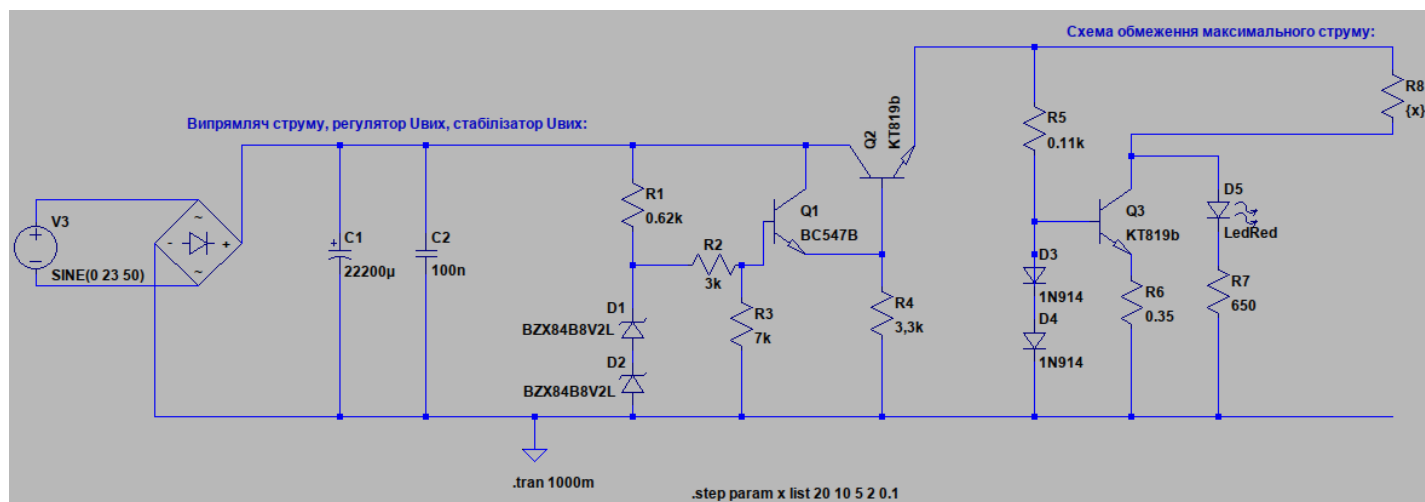 Схема обмеження максимального струму:
Випрямляч струму, регулятор Uвих, стабілізатор Uвих:
V3
SINE(0 23 50)
~
-
+
~
+
C1
22200µ
C2
100n
R1
0.62k
R2
3k
R3
7k
D1
BZX84B8V2L
D2
BZX84B8V2L
Q1
BC547B
Q2
KT819b
R4
3,3k
R5
0.11k
D3
1N914
D4
1N914
Q3
KT819b
R6
0.35
D5
LedRed
R7
650
R8
{x}
.tran 1000m
.step param x list 20 10 5 2 0.1